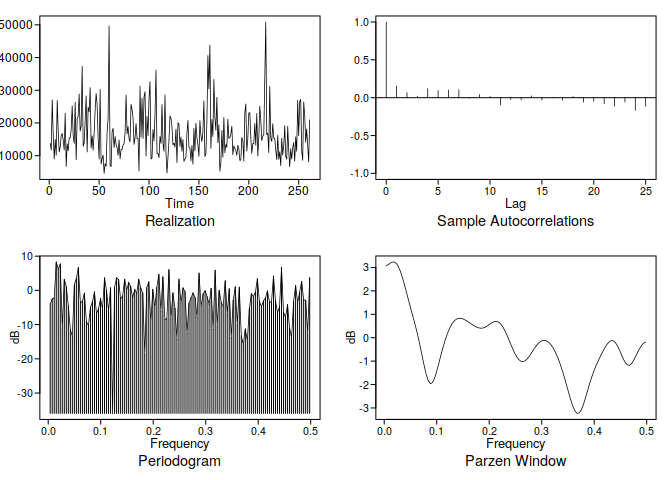 50000
40000
30000
20000
10000
0 50 100 150 200 250
Time
Realization
1.0
0.5
0.0
-0.5
-1.0
0 5 10 15 20 25
Lag
Sample Autocorrelations
10
0
-10
-20
-30
dB
0.0 0.1 0.2 0.3 0.4 0.5
Frequency
Periodogram
3
2
1
0
-1
-2
-3
dB
0.0 0.1 0.2 0.3 0.4 0.5
Frequency
Parzen Window